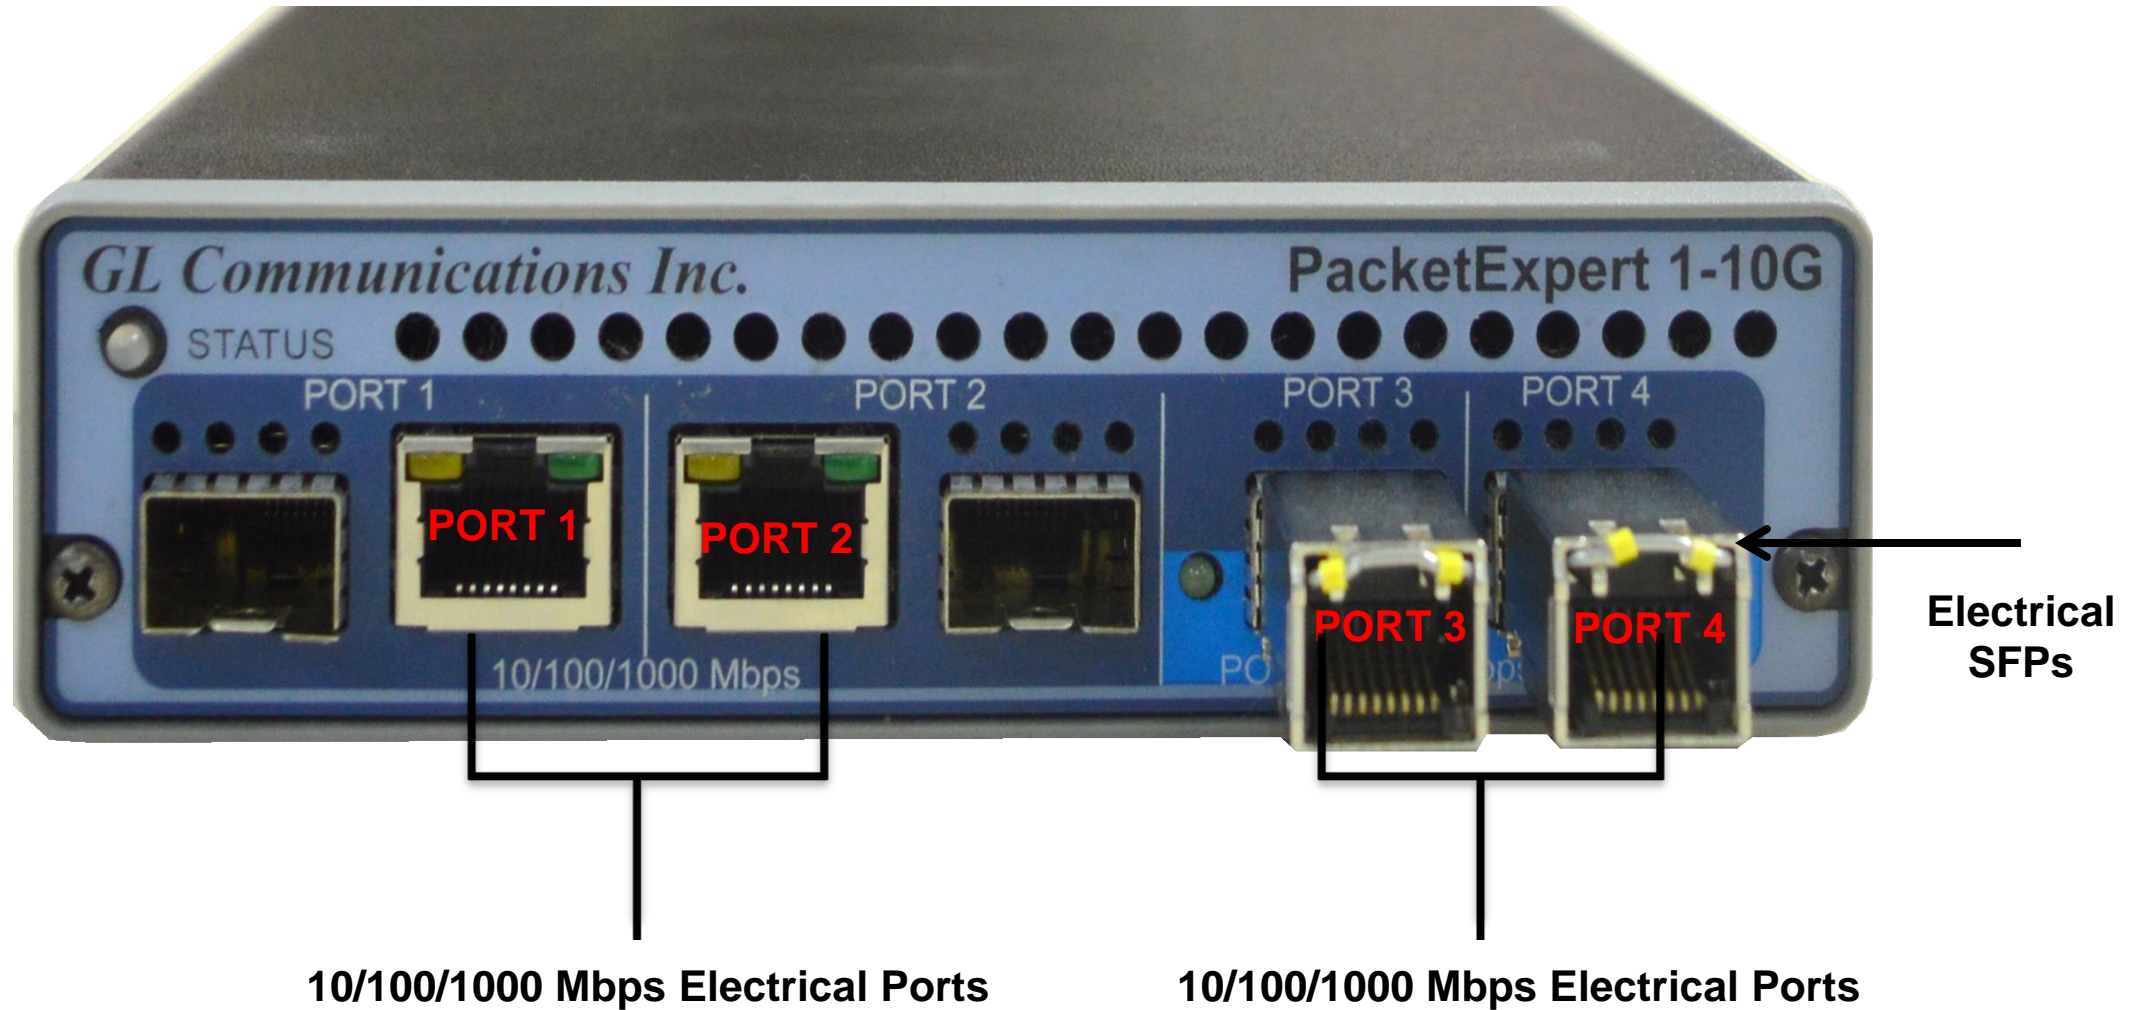 GL Communications Inc.
PacketExpert 1-10G
STATUS
PORT 1
PORT 2
PORT 3
PORT 4
PORT 1
PORT 2
PORT 3
PORT 4
10/100/1000 Mbps
PO
Electrical
SFPs
10/100/1000 Mbps Electrical Ports
10/100/1000 Mbps Electrical Ports